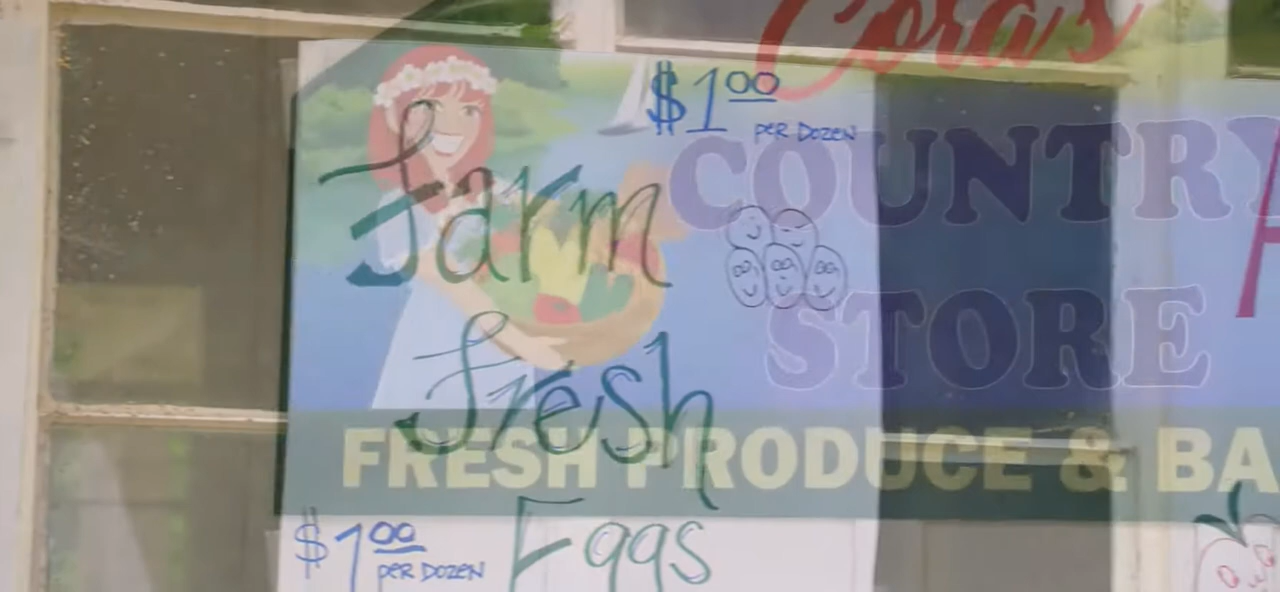 Cora's
$1.00 PER DOZEN
COUNTRY
STORE
Farm
Fresh
FRESH PRODUCE & BA
Eggs
$1.00 PER DOZEN